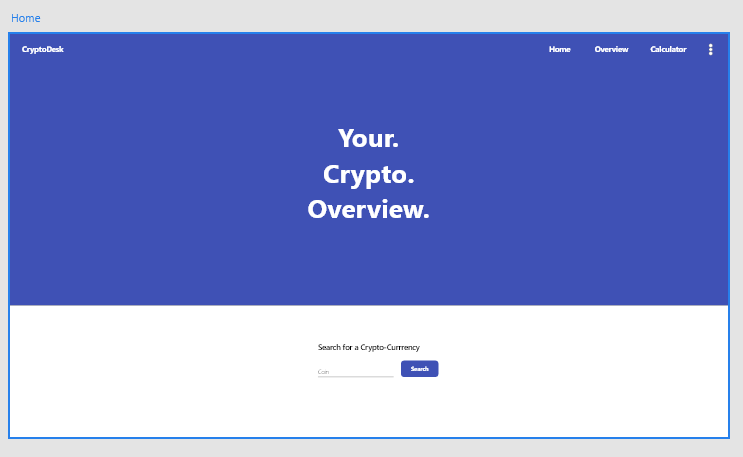 Home
CryptoDesk
Home Overview Calculator
Your.
Crypto.
Overview.
Search for a Crypto-Currrency
Coin
Search